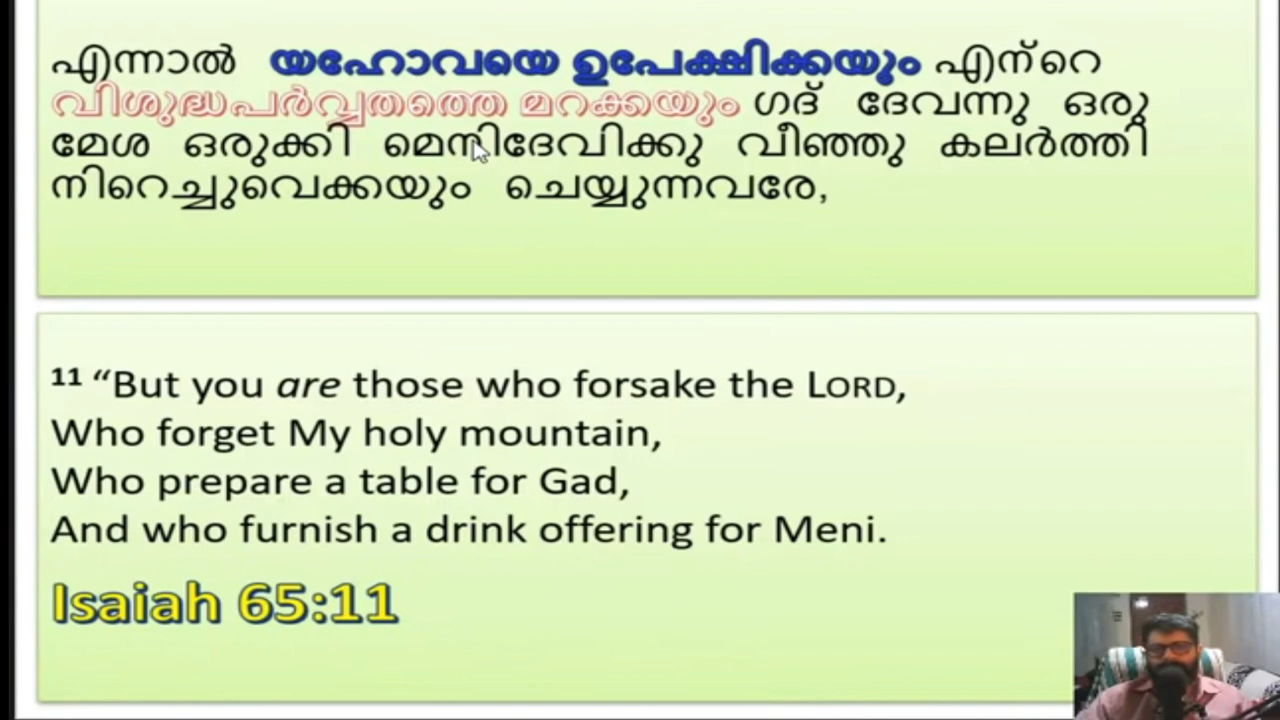 എന്നാൽ യഹോവയെ ഉപേക്ഷിക്കയും എന്റെ
വിശുദ്ധപർവ്വതത്തെ മറക്കയും ഗദ് ദേവന്നു ഒരു
മേശ ഒരുക്കി മെനിദേവിക്കു വീഞ്ഞു കലർത്തി
നിറെച്ചുവെക്കയും ചെയ്യുന്നവരേ,
11 “But you are those who forsake the LORD,
Who forget My holy mountain,
Who prepare a table for Gad,
And who furnish a drink offering for Meni.
Isaiah 65:11